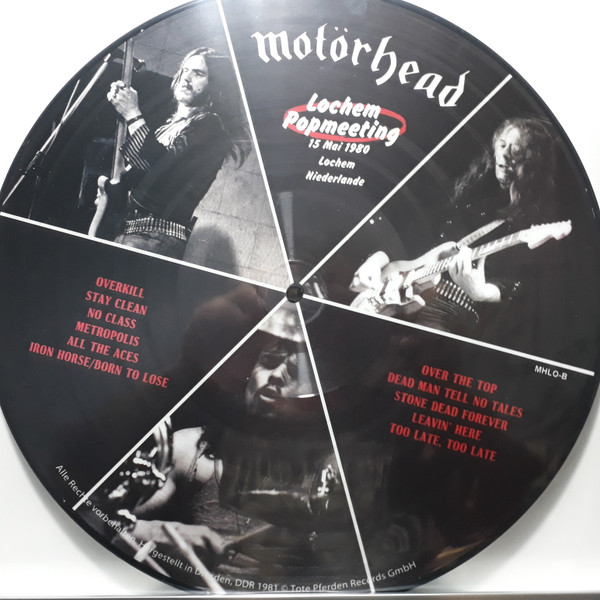 motörhead
Lochem
Popmeeting
15 Mai 1980
Lochem
Niederlande
OVERKILL
STAY CLEAN
NO CLASS
METROPOLIS
ALL THE ACES
IRON HORSE/BORN TO LOSE
OVER THE TOP
DEAD MAN TELL NO TALES
STONE DEAD FOREVER
LEAVIN' HERE
TOO LATE, TOO LATE
MHLO-B
Alle Rechte vorbehalten. Hergestellt in Dresden, DDR 1981 © Tote Pferden Records GmbH